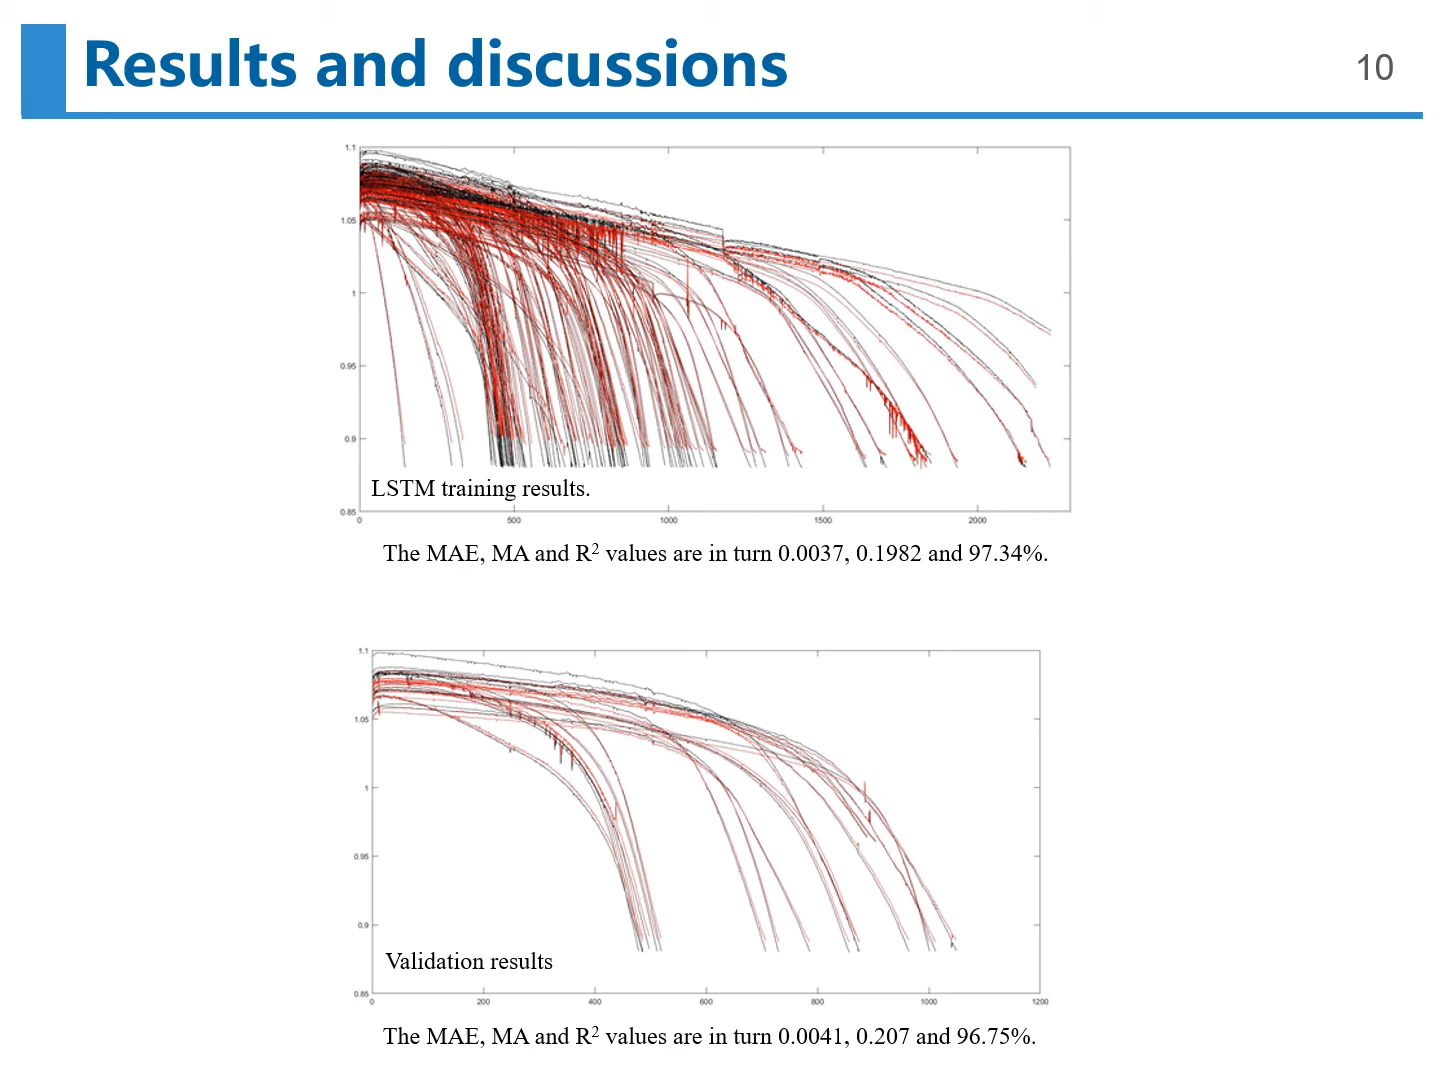 Results and discussions
10
1.1
1.05
1
0.95
0.9
LSTM training results.
0.85
0 500 1000 1500 2000
The MAE, MA and R² values are in turn 0.0037, 0.1982 and 97.34%.
1.1
1.05
1
0.95
0.9
Validation results
0.85
0 200 400 600 800 1000 1200
The MAE, MA and R² values are in turn 0.0041, 0.207 and 96.75%.